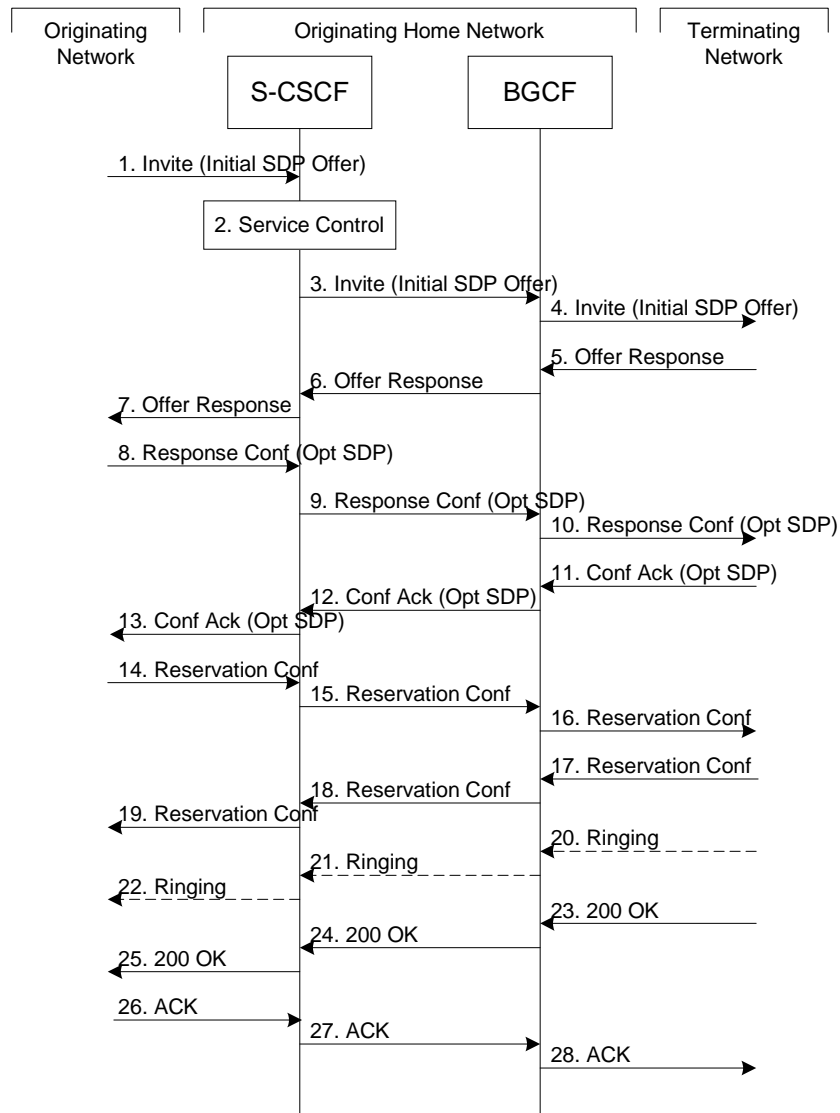 Originating
Network
Originating Home Network
Terminating
Network
S-CSCF
BGCF
1. Invite (Initial SDP Offer)
2. Service Control
3. Invite (Initial SDP Offer)
4. Invite (Initial SDP Offer)
5. Offer Response
6. Offer Response
7. Offer Response
8. Response Conf (Opt SDP)
9. Response Conf (Opt SDP)
10. Response Conf (Opt SDP)
11. Conf Ack (Opt SDP)
12. Conf Ack (Opt SDP)
13. Conf Ack (Opt SDP)
14. Reservation Conf
15. Reservation Conf
16. Reservation Conf
17. Reservation Conf
18. Reservation Conf
19. Reservation Conf
20. Ringing
21. Ringing
22. Ringing
23. 200 OK
24. 200 OK
25. 200 OK
26. ACK
27. ACK
28. ACK